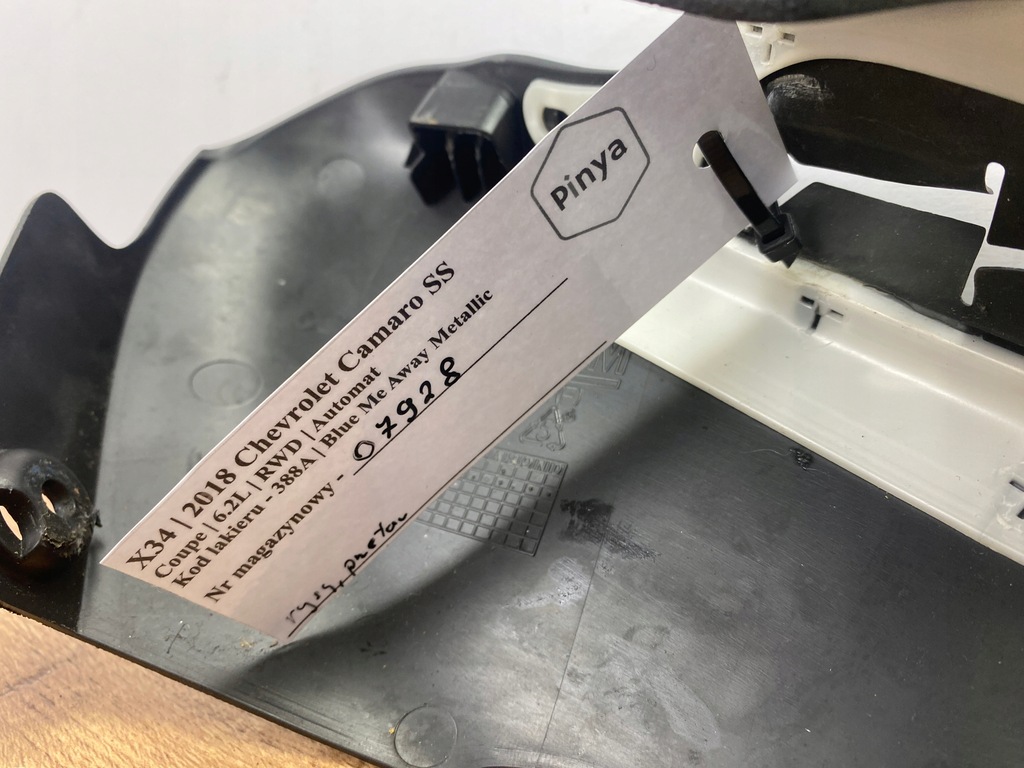 Pinya
X34 | 2018 Chevrolet Camaro SS
Coupe | 6.2L | RWD | Automat
Kod lakieru - 388A | Blue Me Away Metallic
Nr magazynowy - 07928
rysy,